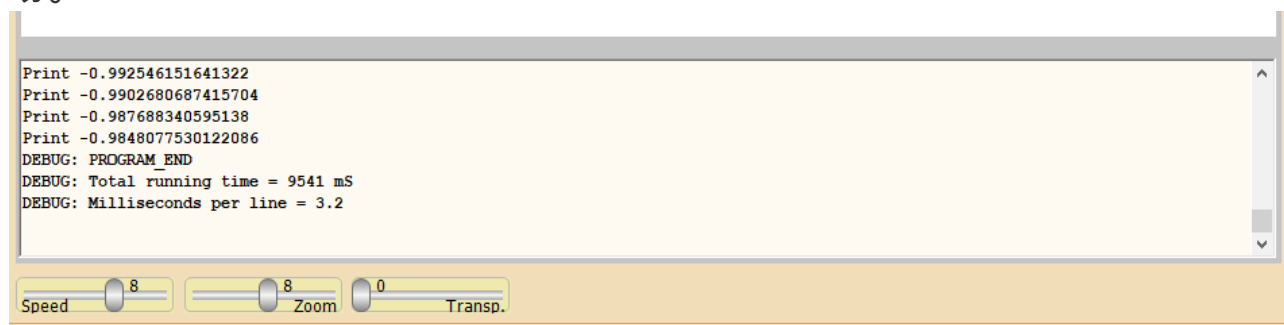 Print -0.992546151641322
Print -0.9902680687415704
Print -0.987688340595138
Print -0.9848077530122086
DEBUG: PROGRAM_END
DEBUG: Total running time = 9541 mS
DEBUG: Milliseconds per line = 3.2
8 8 0
Speed Zoom Transp.